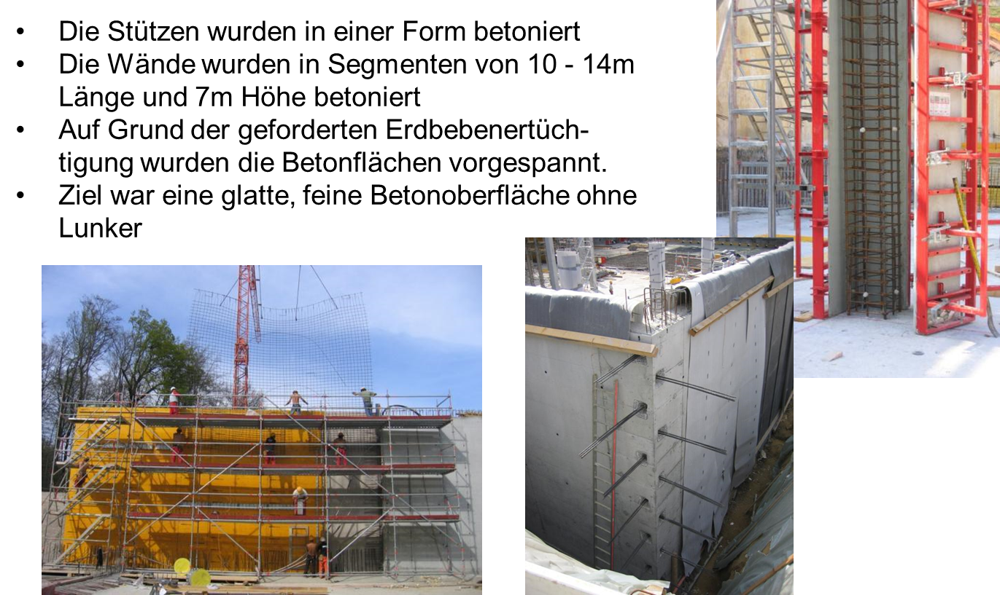 • Die Stützen wurden in einer Form betoniert
• Die Wände wurden in Segmenten von 10 - 14m
Länge und 7m Höhe betoniert
• Auf Grund der geforderten Erdbebenertüch-
tigung wurden die Betonflächen vorgespannt.
• Ziel war eine glatte, feine Betonoberfläche ohne
Lunker